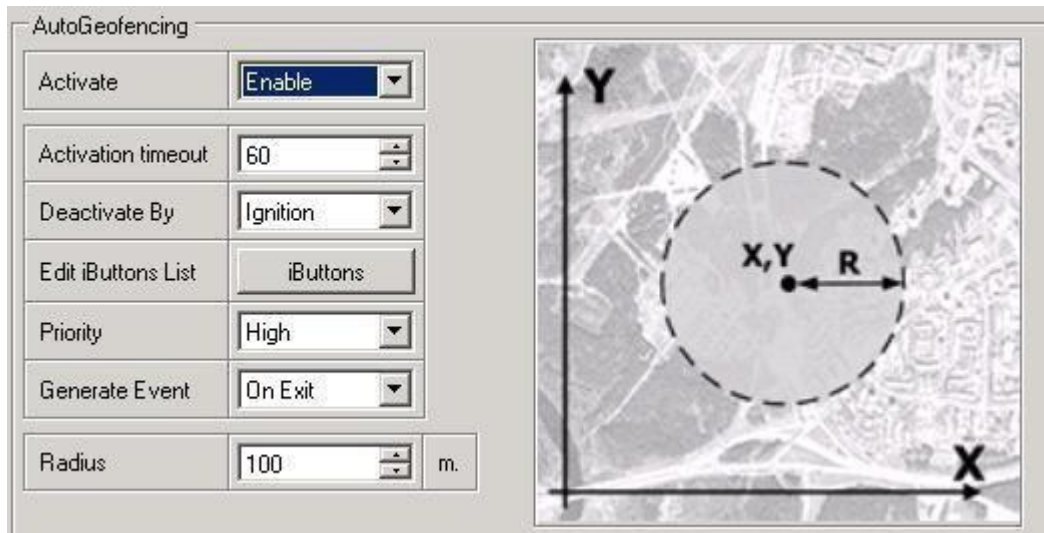 AutoGeofencing
Activate Enable
Activation timeout 60
Deactivate By Ignition
Edit iButtons List iButtons
Priority High
Generate Event On Exit
Radius 100 m.
Y
X,Y R
X